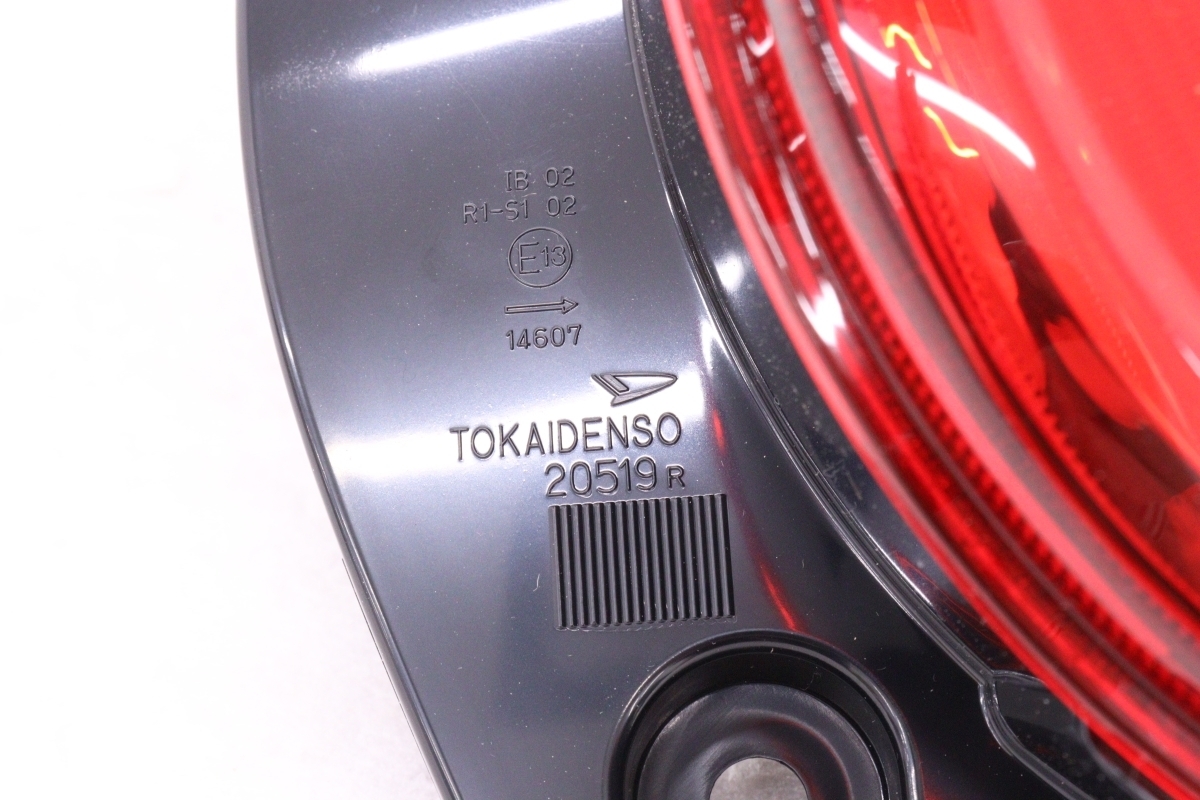 IB 02
R1-S1 02
E13
14607
TOKAIDENSO
20519 R